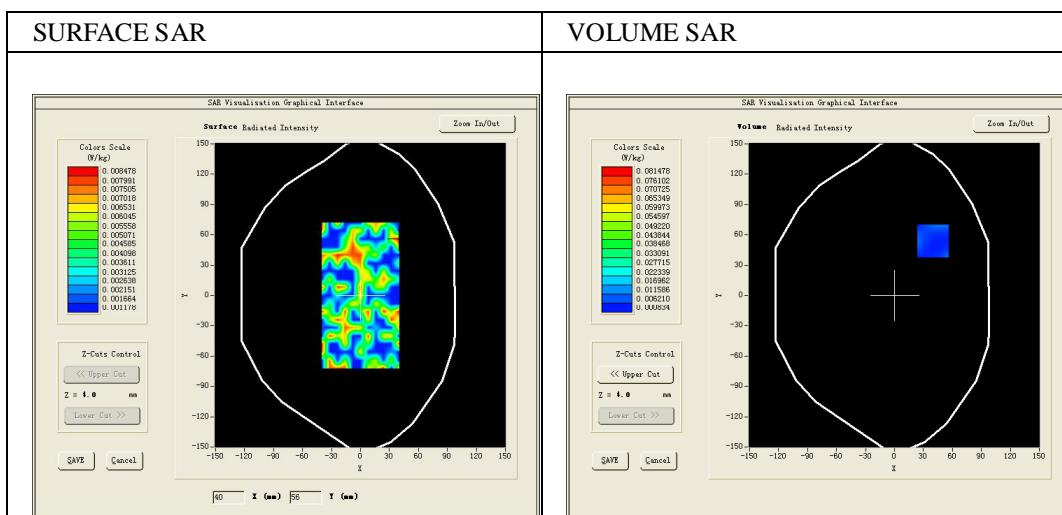 SURFACE SAR
VOLUME SAR
SAR Visualisation Graphical Interface
Surface Radiated Intensity
Zoom In/Out
Colors Scale
(W/kg)
0.008478
0.007991
0.007505
0.007018
0.006531
0.006045
0.005558
0.005071
0.004585
0.004098
0.003611
0.003125
0.002638
0.002151
0.001664
0.001178
150
120
90
60
30
0
-30
-60
-90
-120
-150
Y
-150 -120 -90 -60 -30 0 30 60 90 120 150
X
Z-Cuts Control
<< Upper Cut
Z = 4.0 mm
Lower Cut >>
SAVE Cancel
40 X (mm) 56 Y (mm)
SAR Visualisation Graphical Interface
Volume Radiated Intensity
Zoom In/Out
Colors Scale
(W/kg)
0.081478
0.076102
0.070725
0.065349
0.059973
0.054597
0.049220
0.043844
0.038468
0.033091
0.027715
0.022339
0.016962
0.011586
0.006210
0.000834
150
120
90
60
30
0
-30
-60
-90
-120
-150
Y
-150 -120 -90 -60 -30 0 30 60 90 120 150
X
Z-Cuts Control
<< Upper Cut
Z = 4.0 mm
Lower Cut >>
SAVE Cancel